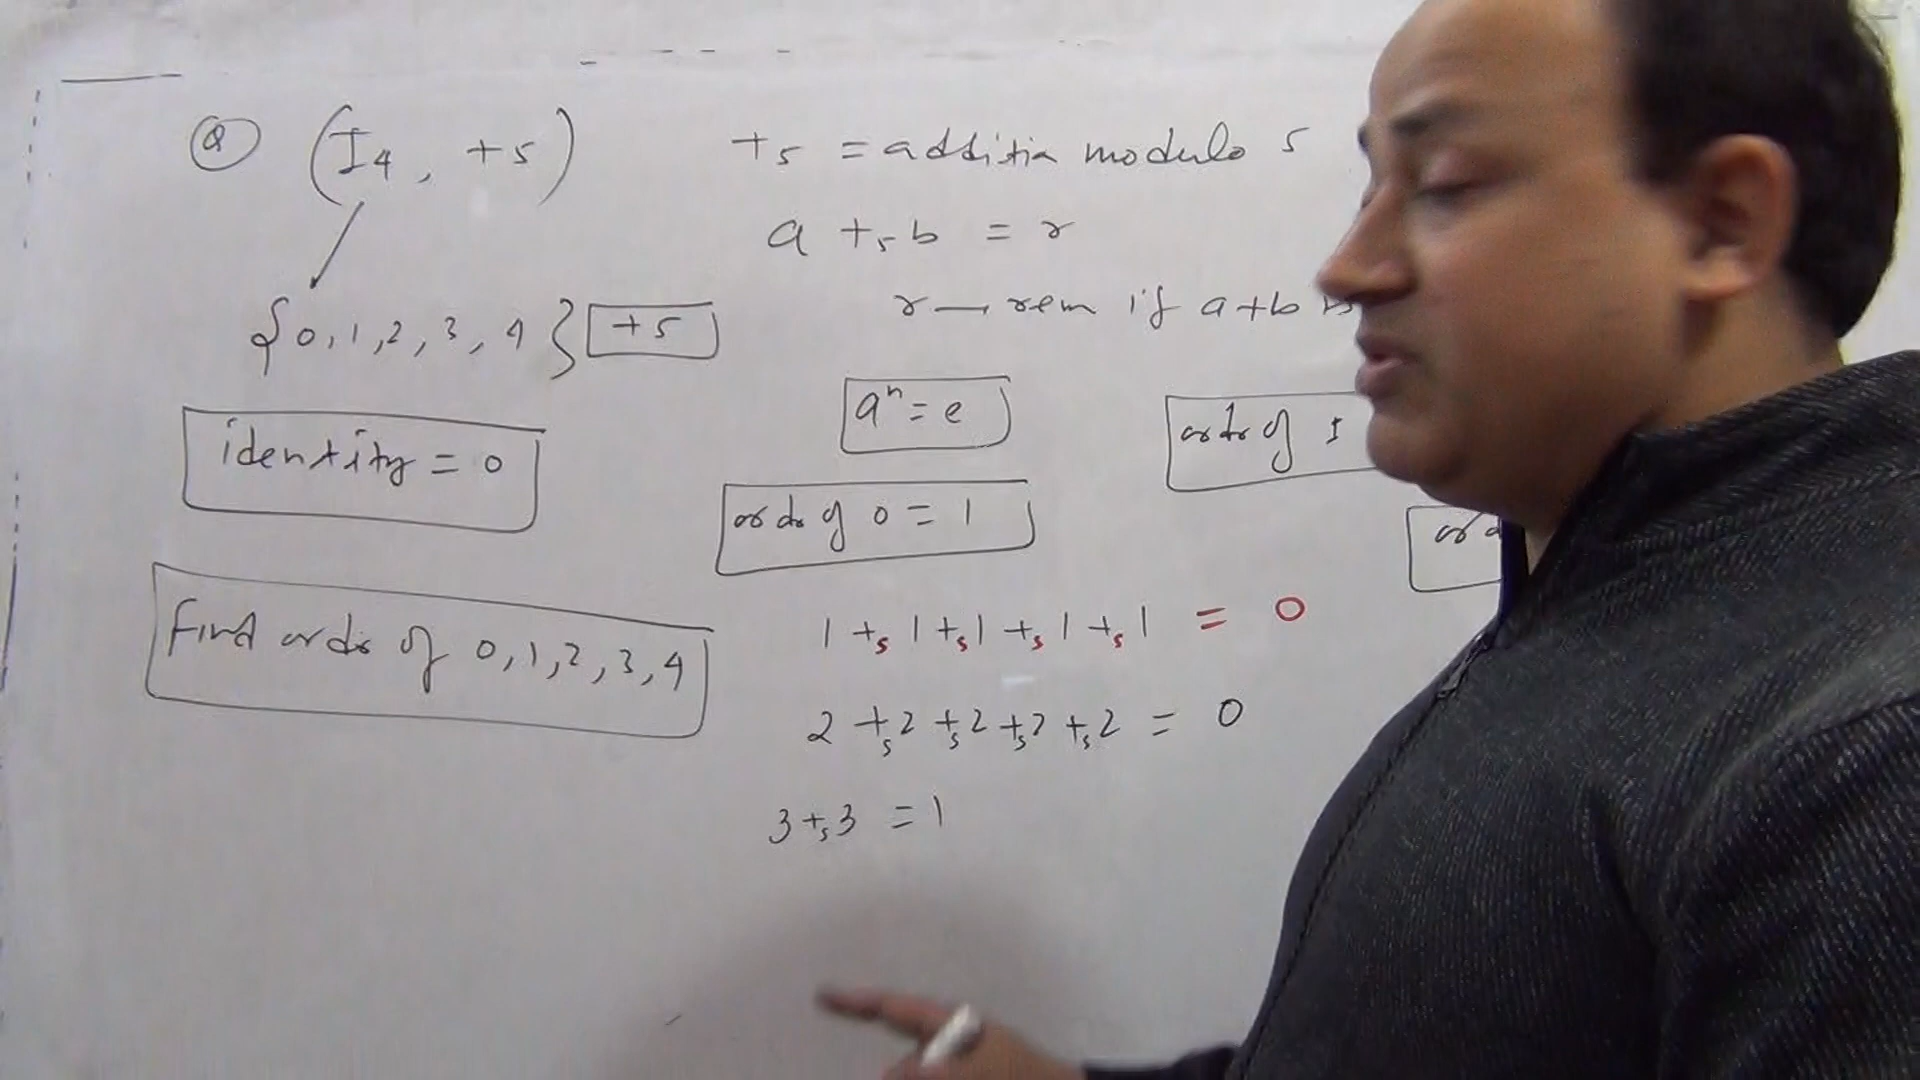 Q (I4, +5)
+5 = addition modulo 5
a +5 b = r
{0, 1, 2, 3, 4} +5
r — rem if a+b
a^n = e
order of 1
identity = 0
order of 0 = 1
Find order of 0, 1, 2, 3, 4
1 +5 1 +5 1 +5 1 +5 1 = 0
2 +5 2 +5 2 +5 2 +5 2 = 0
3 +5 3 = 1